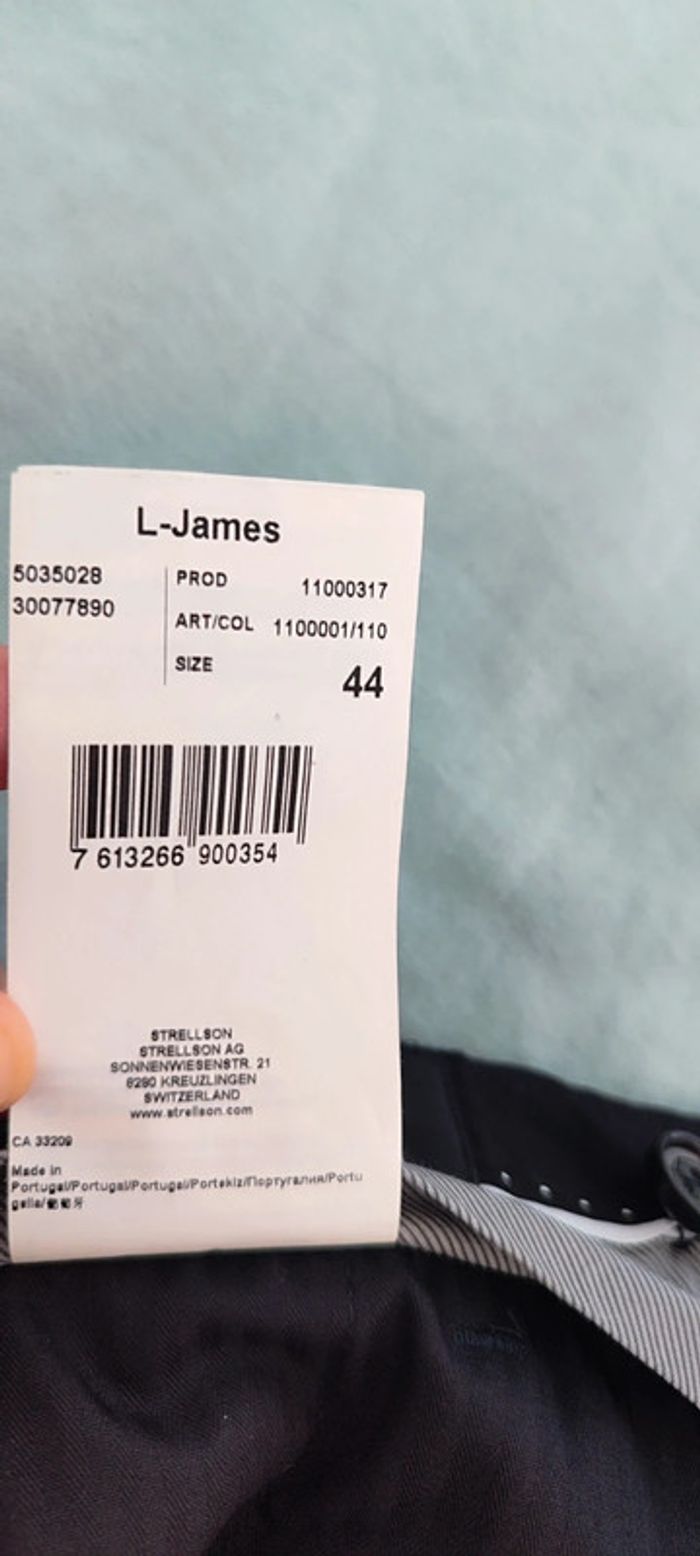 L-James
5035028
30077890
PROD 11000317
ART/COL 1100001/110
SIZE 44
7 613266 900354
STRELLSON
STRELLSON AG
SONNENWIESENSTR. 21
8280 KREUZLINGEN
SWITZERLAND
www.strellson.com
CA 33209
Made in
Portugal/Portugal/Portugal/Portekiz/Португалия/Portu
galia/葡萄牙